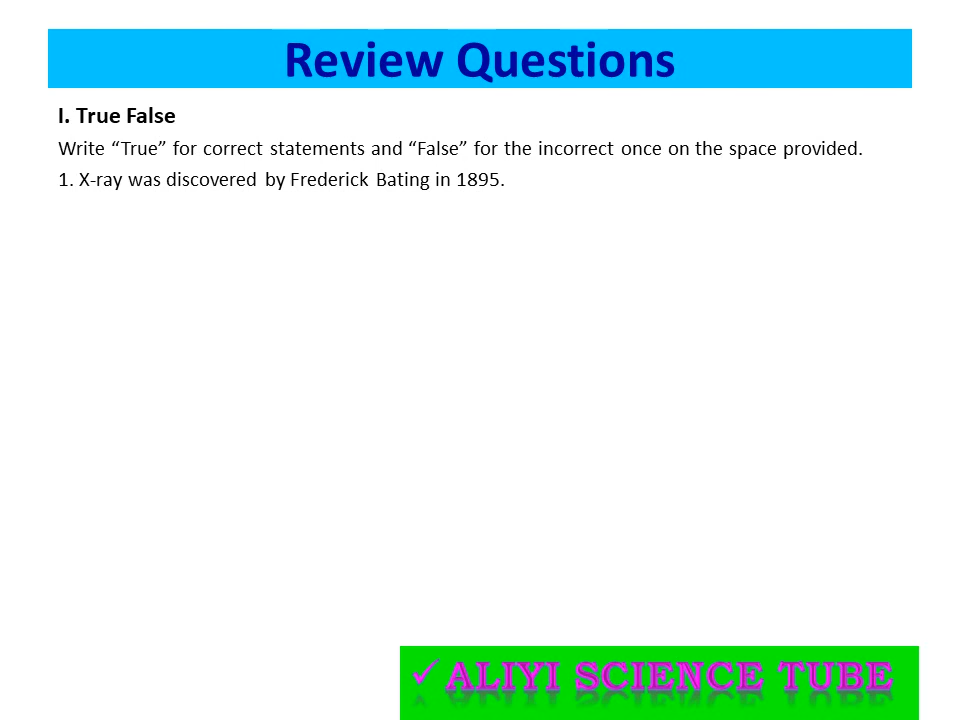 Review Questions
I. True False
Write “True” for correct statements and “False” for the incorrect once on the space provided.
1. X-ray was discovered by Frederick Bating in 1895.
✓ALIYI SCIENCE TUBE